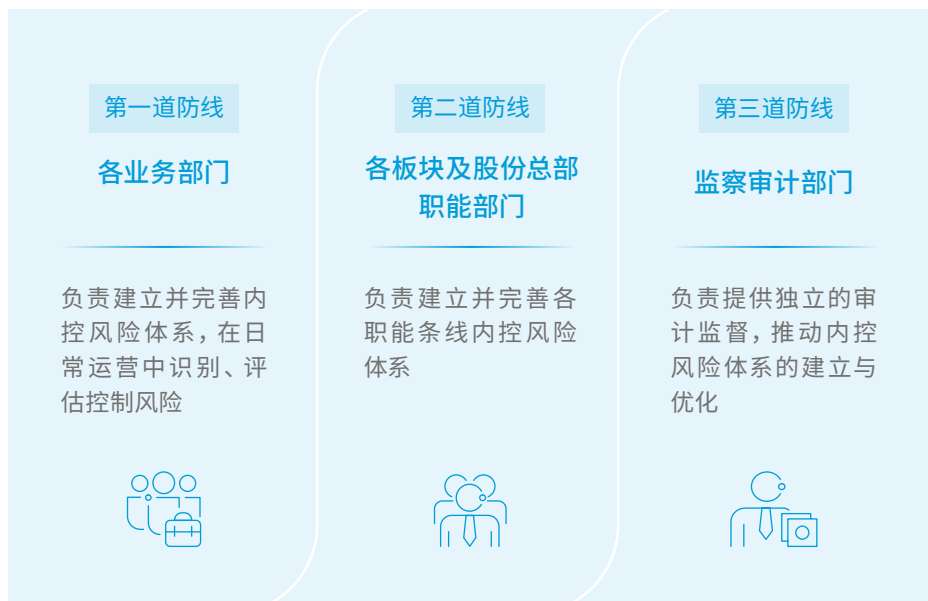 第一道防线
各业务部门
负责建立并完善内
控风险体系，在日
常运营中识别、评
估控制风险
第二道防线
各板块及股份总部
职能部门
负责建立并完善各
职能条线内控风险
体系
第三道防线
监察审计部门
负责提供独立的审
计监督，推动内控
风险体系的建立与
优化